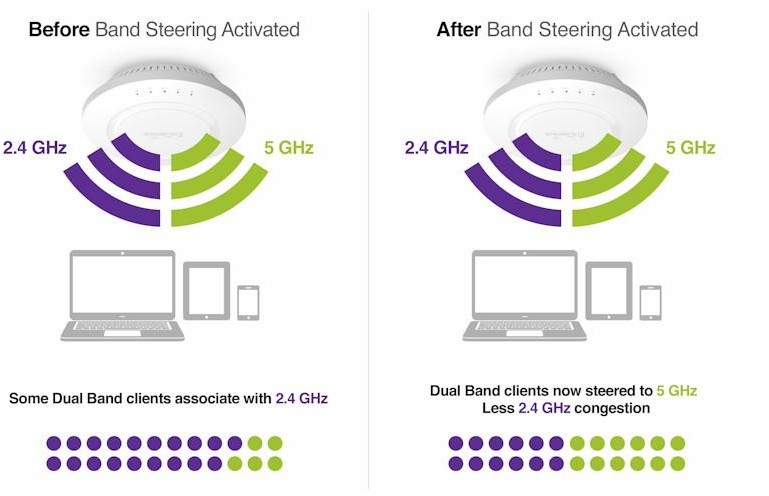 Before Band Steering Activated
2.4 GHz
5 GHz
Some Dual Band clients associate with 2.4 GHz
After Band Steering Activated
2.4 GHz
5 GHz
Dual Band clients now steered to 5 GHz
Less 2.4 GHz congestion